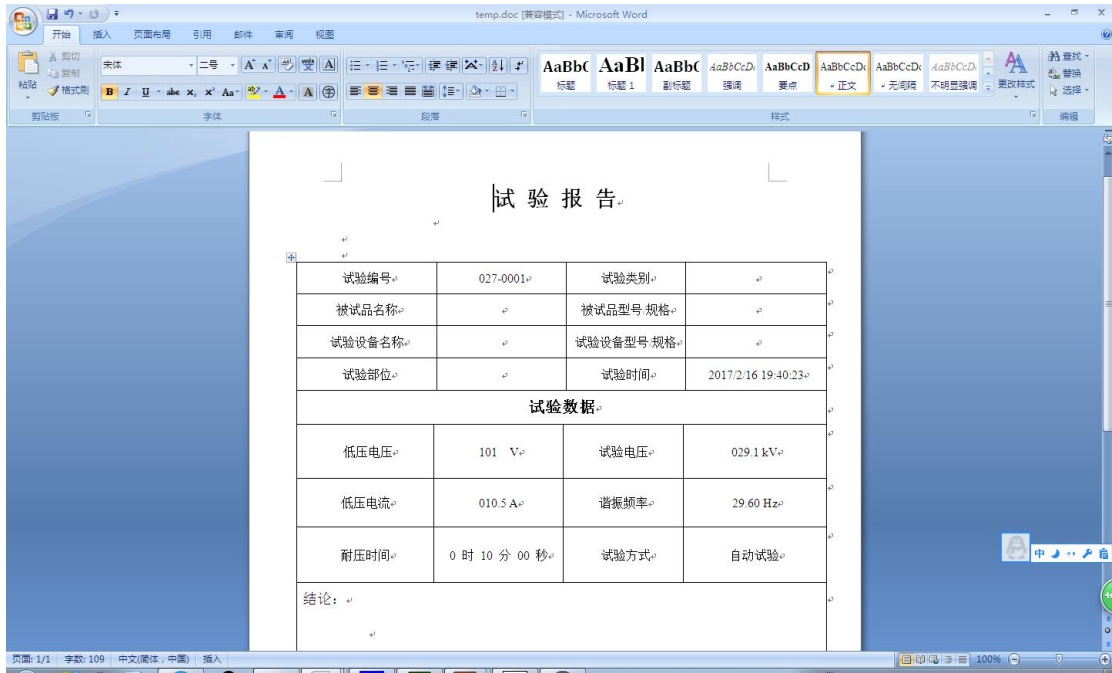 temp.doc [兼容模式] - Microsoft Word
开始 插入 页面布局 引用 邮件 审阅 视图
剪切
复制
粘贴 格式刷
剪贴板
宋体 二号
B I U abc X₂ X² Aa
字体
段落
AaBb( AaBl AaBb( AaBbCcD AaBbCcD AaBbCcDc AaBbCcDc AaBbCcD
标题 标题 1 副标题 强调 要点 正文 无间隔 不明显强调
更改样式
样式
查找
替换
选择
编辑
试 验 报 告
试验编号 027-0001 试验类别
被试品名称 被试品型号/规格
试验设备名称 试验设备型号/规格
试验部位 试验时间 2017/2/16 19:40:23
试验数据
低压电压 101 V 试验电压 029.1 kV
低压电流 010.5 A 谐振频率 29.60 Hz
耐压时间 0 时 10 分 00 秒 试验方式 自动试验
结论:
中
页面: 1/1 字数: 109 中文(简体，中国) 插入 100%